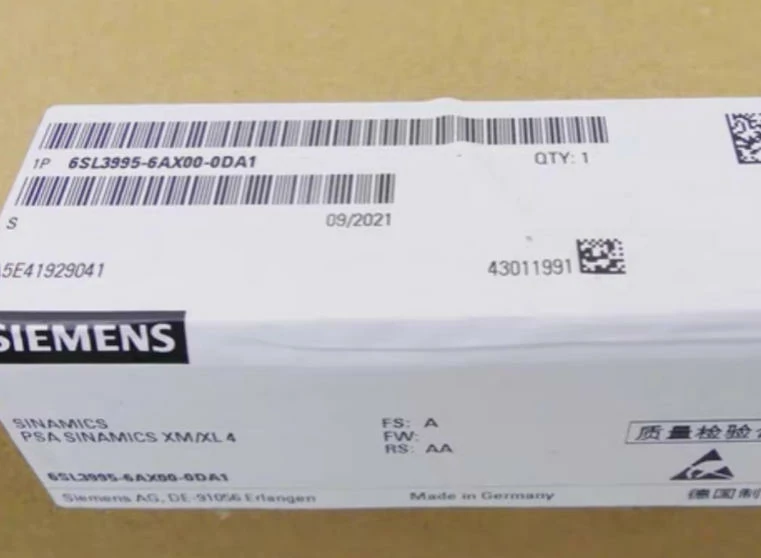 1P 6SL3995-6AX00-0DA1 QTY: 1
S 09/2021
A5E41929041 43011991
SIEMENS
SINAMICS FS: A
PSA SINAMICS XM/XL 4 FW:
RS: AA
质量检验合
6SL3995-6AX00-0DA1
Siemens AG, DE-91056 Erlangen Made in Germany 德国制